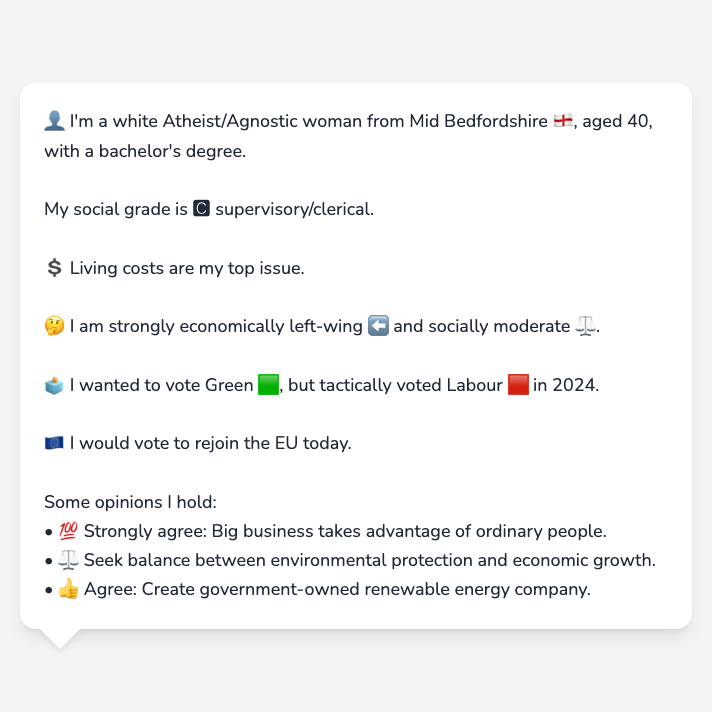 👤 I'm a white Atheist/Agnostic woman from Mid Bedfordshire 🏴󠁧󠁢󠁥󠁮󠁧󠁿, aged 40,
with a bachelor's degree.
My social grade is 🅲 supervisory/clerical.
💲 Living costs are my top issue.
🤔 I am strongly economically left-wing ⬅️ and socially moderate ⚖️.
🗳️ I wanted to vote Green 🟩, but tactically voted Labour 🟥 in 2024.
🇪🇺 I would vote to rejoin the EU today.
Some opinions I hold:
• 💯 Strongly agree: Big business takes advantage of ordinary people.
• ⚖️ Seek balance between environmental protection and economic growth.
• 👍 Agree: Create government-owned renewable energy company.